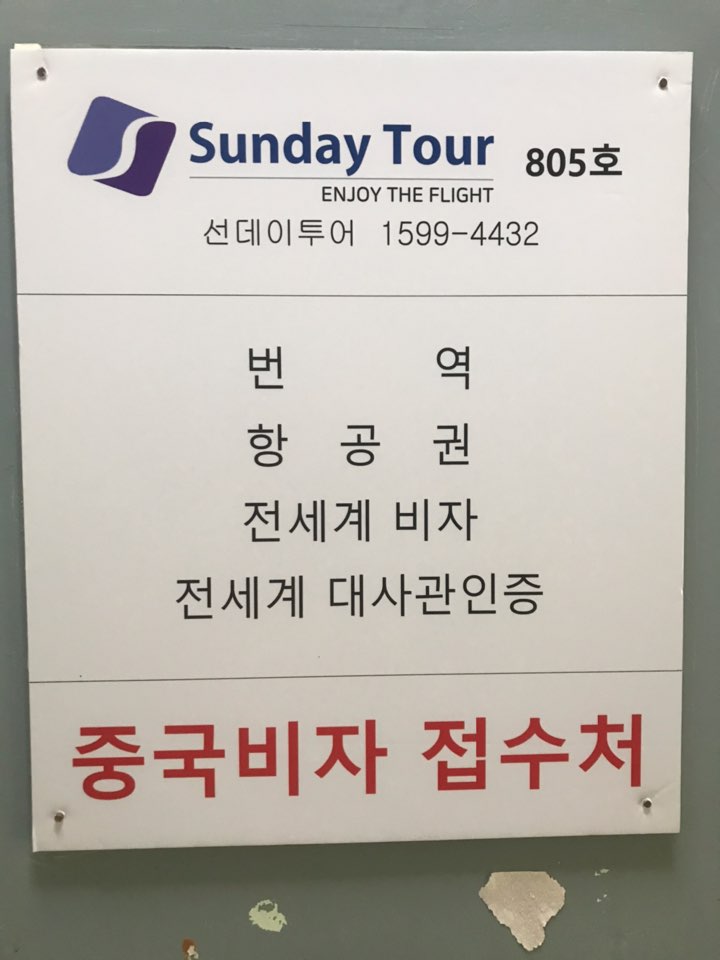 Sunday Tour 805호
ENJOY THE FLIGHT
선데이투어 1599-4432
번 역
항 공 권
전세계 비자
전세계 대사관인증
중국비자 접수처